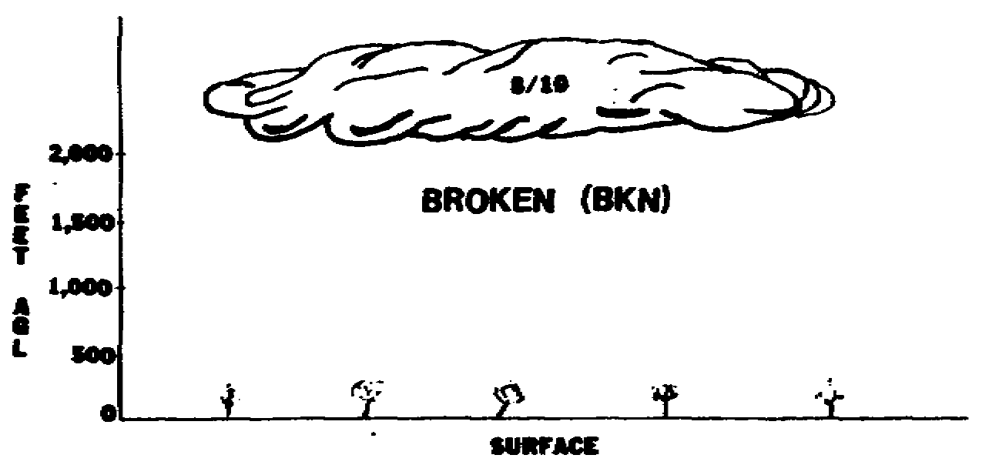 8/10
2,000
BROKEN (BKN)
1,500
1,000
500
0
FEET AGL
SURFACE